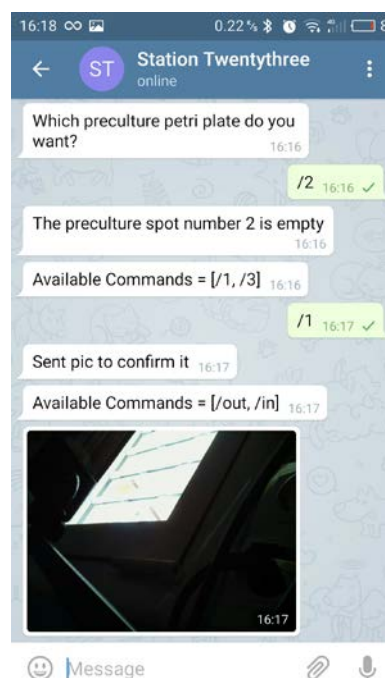 16:18 0.22 ᴷ/s 8
ST Station Twentythree
online
Which preculture petri plate do you
want? 16:16
/2 16:16
The preculture spot number 2 is empty
16:16
Available Commands = [/1, /3] 16:16
/1 16:17
Sent pic to confirm it 16:17
Available Commands = [/out, /in] 16:17
16:17
Message